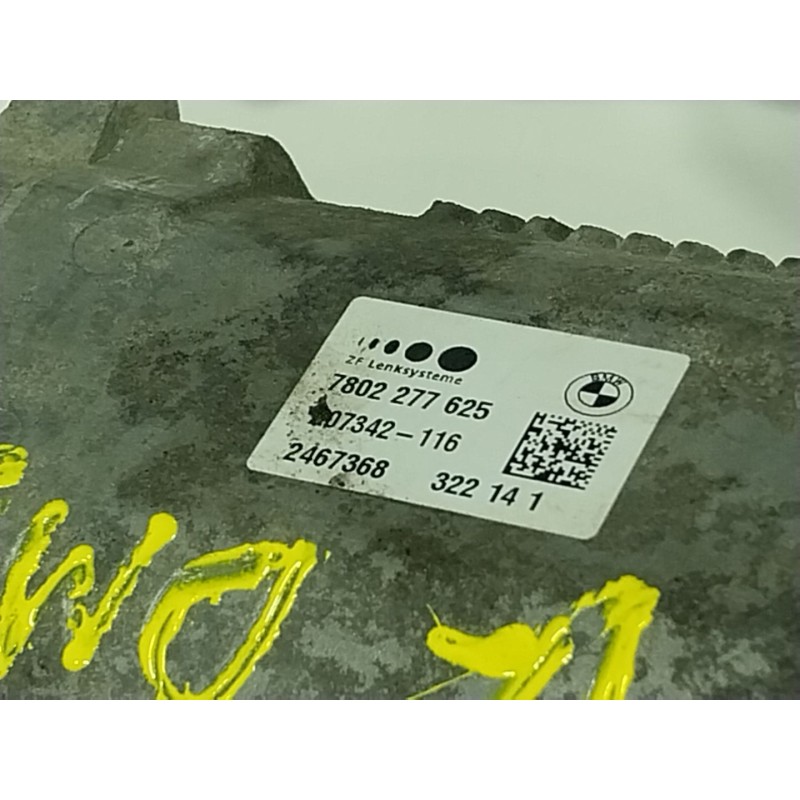 ZF Lenksysteme
BMW
7802 277 625
07342-116
2467368 322 14 1